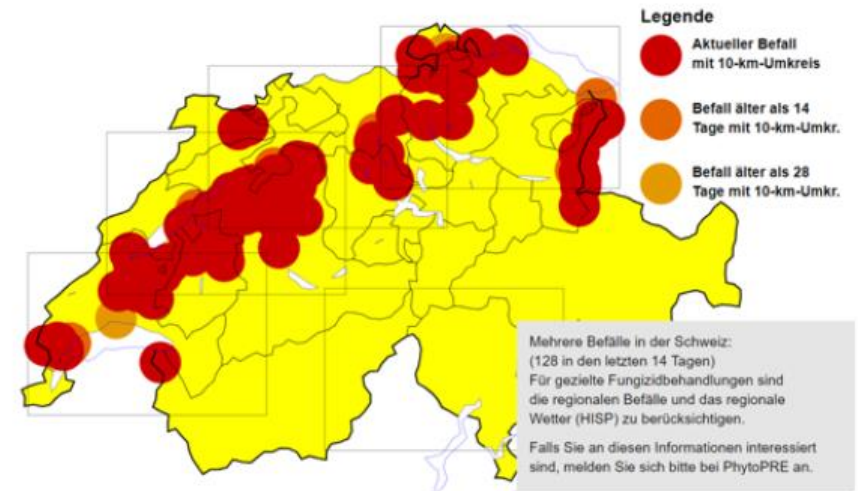 Legende
Aktueller Befall
mit 10-km-Umkreis
Befall älter als 14
Tage mit 10-km-Umkr.
Befall älter als 28
Tage mit 10-km-Umkr.
Mehrere Befälle in der Schweiz:
(128 in den letzten 14 Tagen)
Für gezielte Fungizidbehandlungen sind
die regionalen Befälle und das regionale
Wetter (HISP) zu berücksichtigen.
Falls Sie an diesen Informationen interessiert
sind, melden Sie sich bitte bei PhytoPRE an.